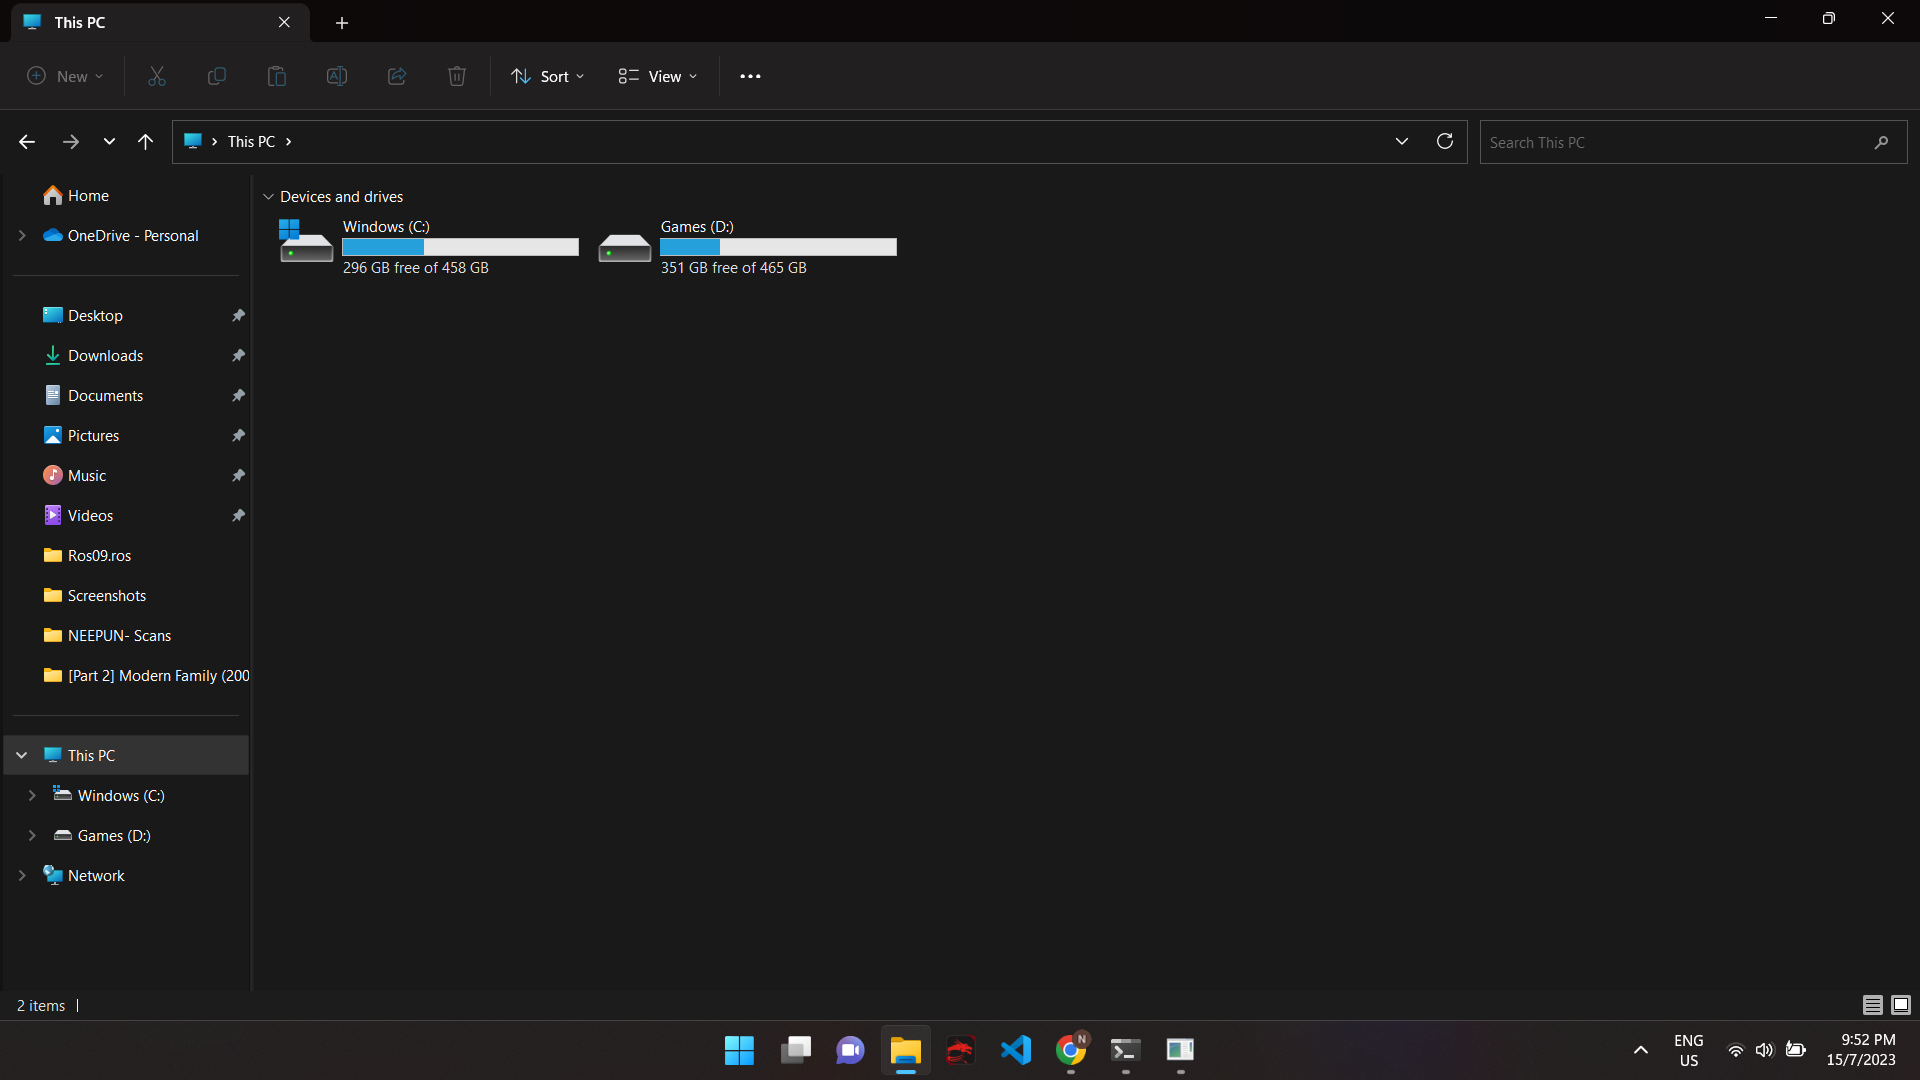 This PC
New
Sort
View
This PC
Search This PC
Home
OneDrive - Personal
Desktop
Downloads
Documents
Pictures
Music
Videos
Ros09.ros
Screenshots
NEEPUN- Scans
[Part 2] Modern Family (200
This PC
Windows (C:)
Games (D:)
Network
Devices and drives
Windows (C:)
296 GB free of 458 GB
Games (D:)
351 GB free of 465 GB
2 items
N
ENG
US
9:52 PM
15/7/2023